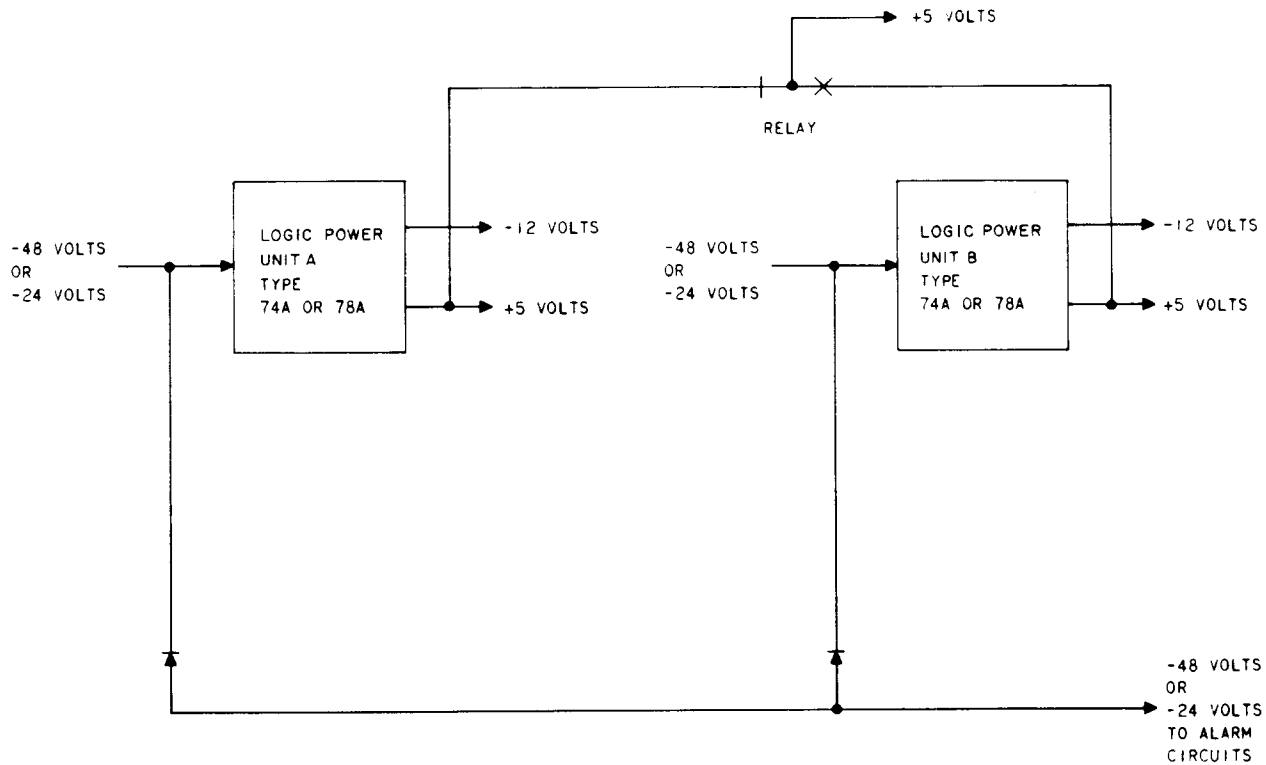 +5 VOLTS
RELAY
-48 VOLTS
OR
-24 VOLTS
LOGIC POWER
UNIT A
TYPE
74A OR 78A
-12 VOLTS
+5 VOLTS
-48 VOLTS
OR
-24 VOLTS
LOGIC POWER
UNIT B
TYPE
74A OR 78A
-12 VOLTS
+5 VOLTS
-48 VOLTS
OR
-24 VOLTS
TO ALARM
CIRCUITS